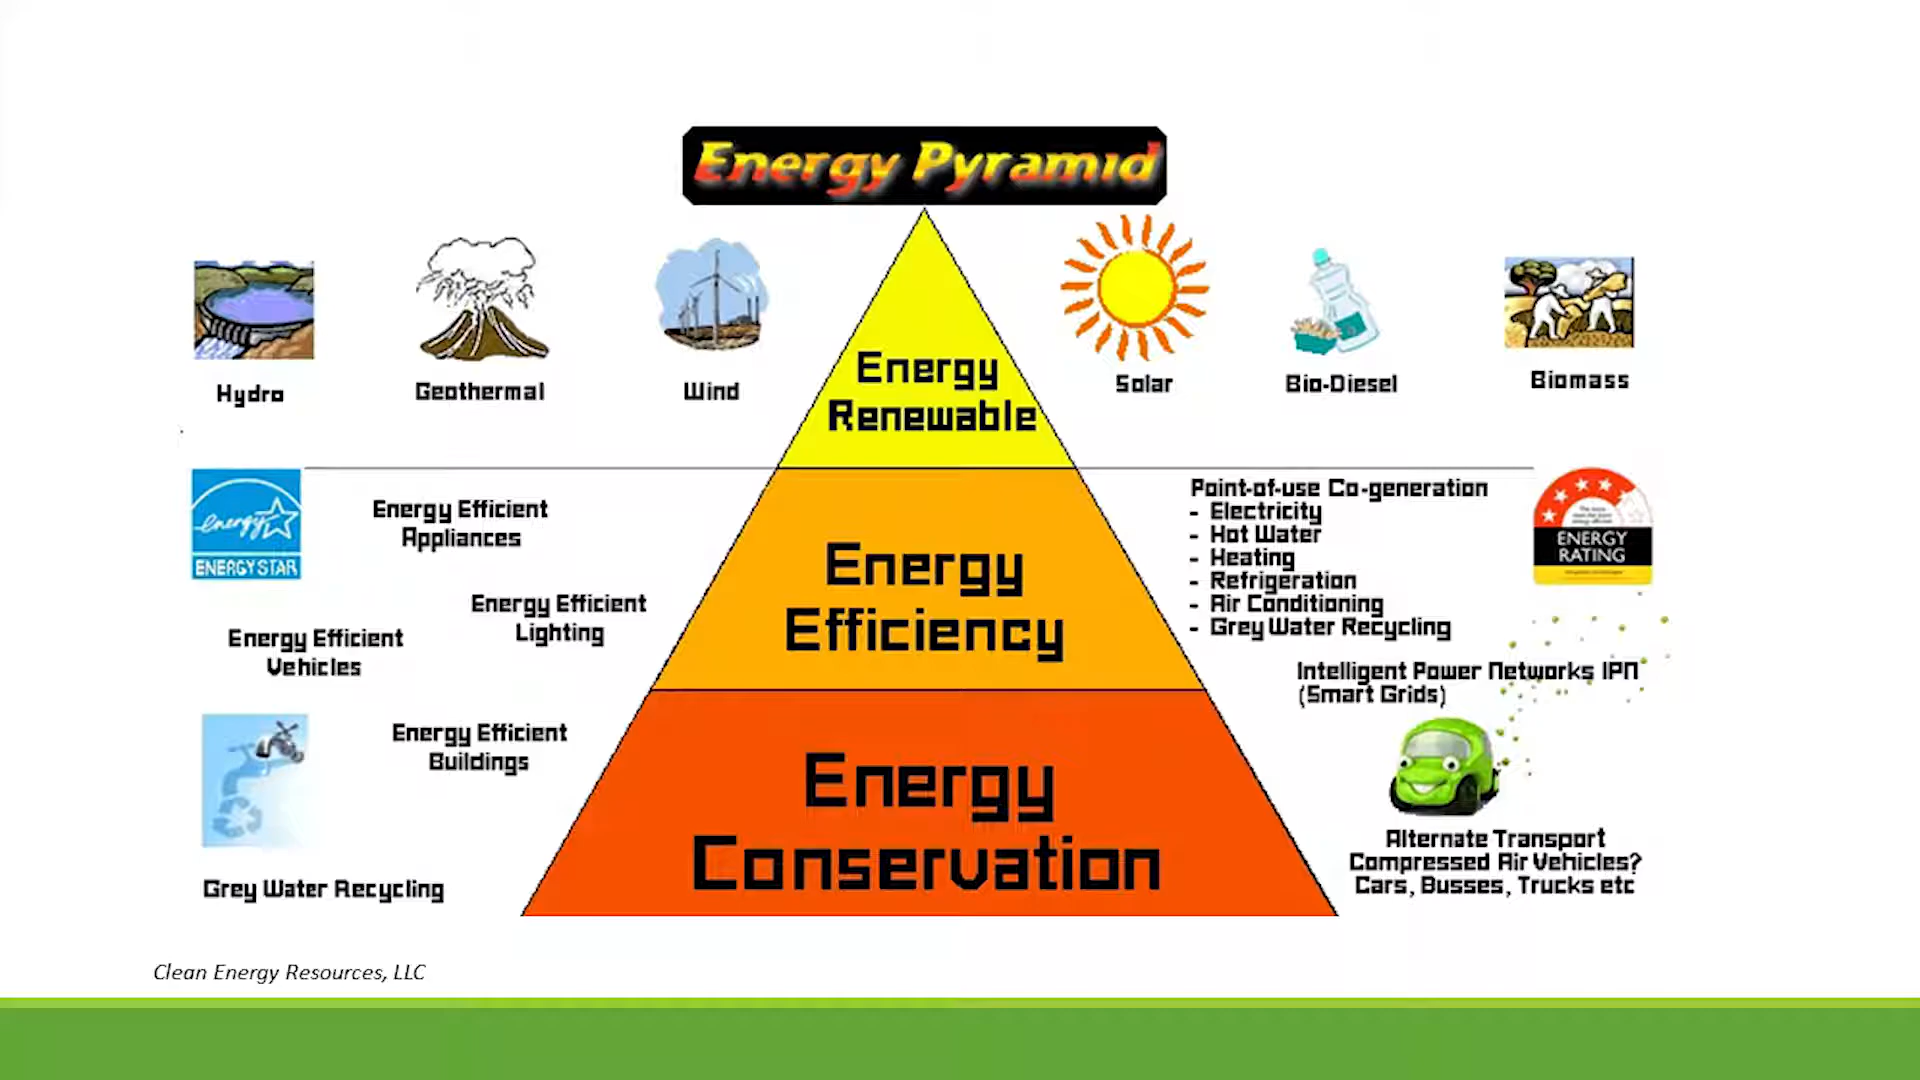 Energy Pyramid
Hydro
Geothermal
Wind
Solar
Bio-Diesel
Biomass
Energy
Renewable
energy
ENERGY STAR
Energy Efficient
Appliances
Energy Efficient
Lighting
Energy Efficient
Vehicles
Energy Efficient
Buildings
Grey Water Recycling
Energy
Efficiency
Energy
Conservation
Point-of-use Co-generation
- Electricity
- Hot Water
- Heating
- Refrigeration
- Air Conditioning
- Grey Water Recycling
ENERGY
RATING
Intelligent Power Networks IPN
(Smart Grids)
Alternate Transport
Compressed Air Vehicles?
Cars, Busses, Trucks etc
Clean Energy Resources, LLC